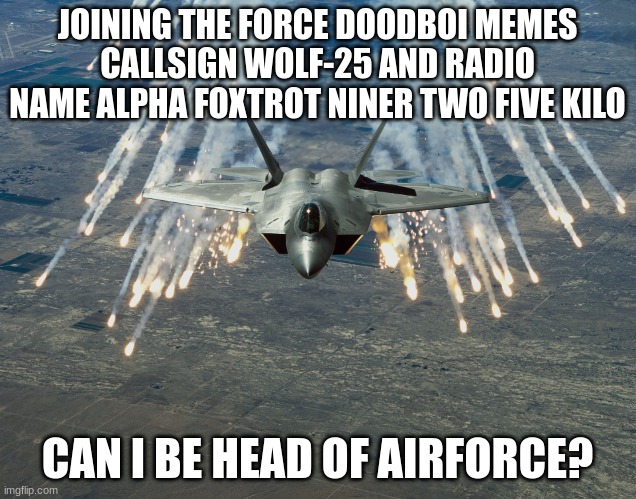 JOINING THE FORCE DOODBOI MEMES
CALLSIGN WOLF-25 AND RADIO
NAME ALPHA FOXTROT NINER TWO FIVE KILO
CAN I BE HEAD OF AIRFORCE?
imgflip.com